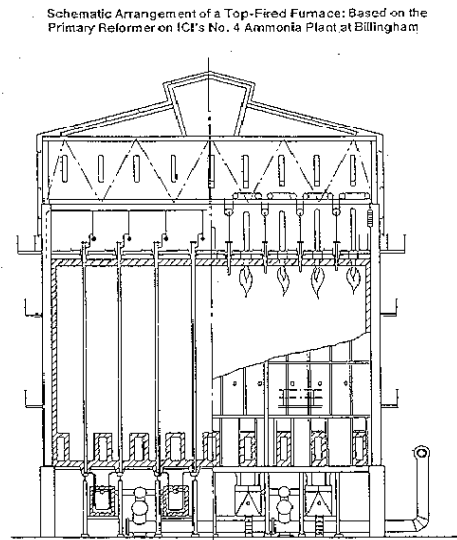 Schematic Arrangement of a Top-Fired Furnace: Based on the
Primary Reformer on ICI's No. 4 Ammonia Plant at Billingham